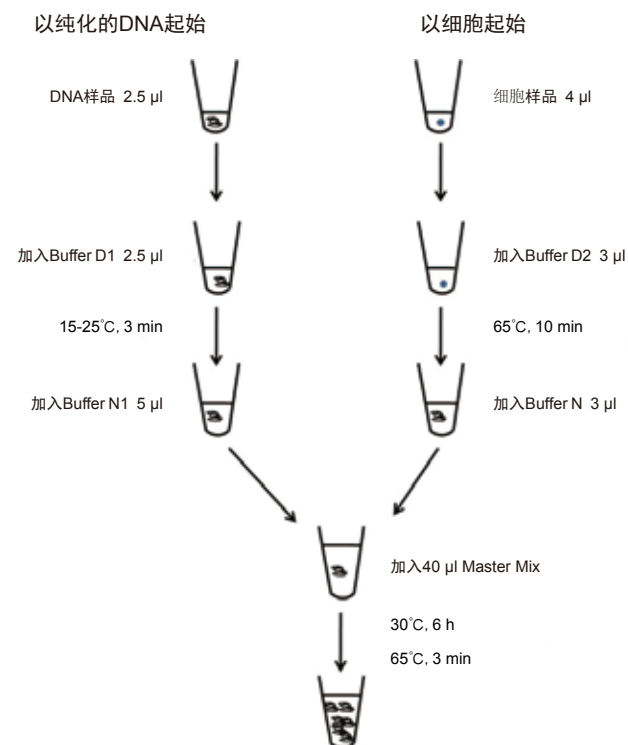 以纯化的DNA起始
以细胞起始
DNA样品 2.5 µl
细胞样品 4 µl
加入Buffer D1 2.5 µl
加入Buffer D2 3 µl
15-25℃, 3 min
65℃, 10 min
加入Buffer N1 5 µl
加入Buffer N 3 µl
加入40 µl Master Mix
30℃, 6 h
65℃, 3 min